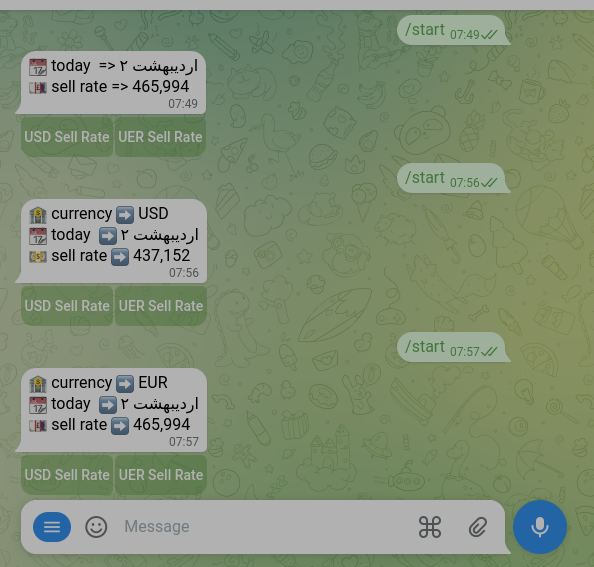 /start 07:49
today => ۲ اردیبهشت
sell rate => 465,994
07:49
USD Sell Rate UER Sell Rate
/start 07:56
currency ➡ USD
today ➡ ۲ اردیبهشت
sell rate ➡ 437,152
07:56
USD Sell Rate UER Sell Rate
/start 07:57
currency ➡ EUR
today ➡ ۲ اردیبهشت
sell rate ➡ 465,994
07:57
USD Sell Rate UER Sell Rate
Message